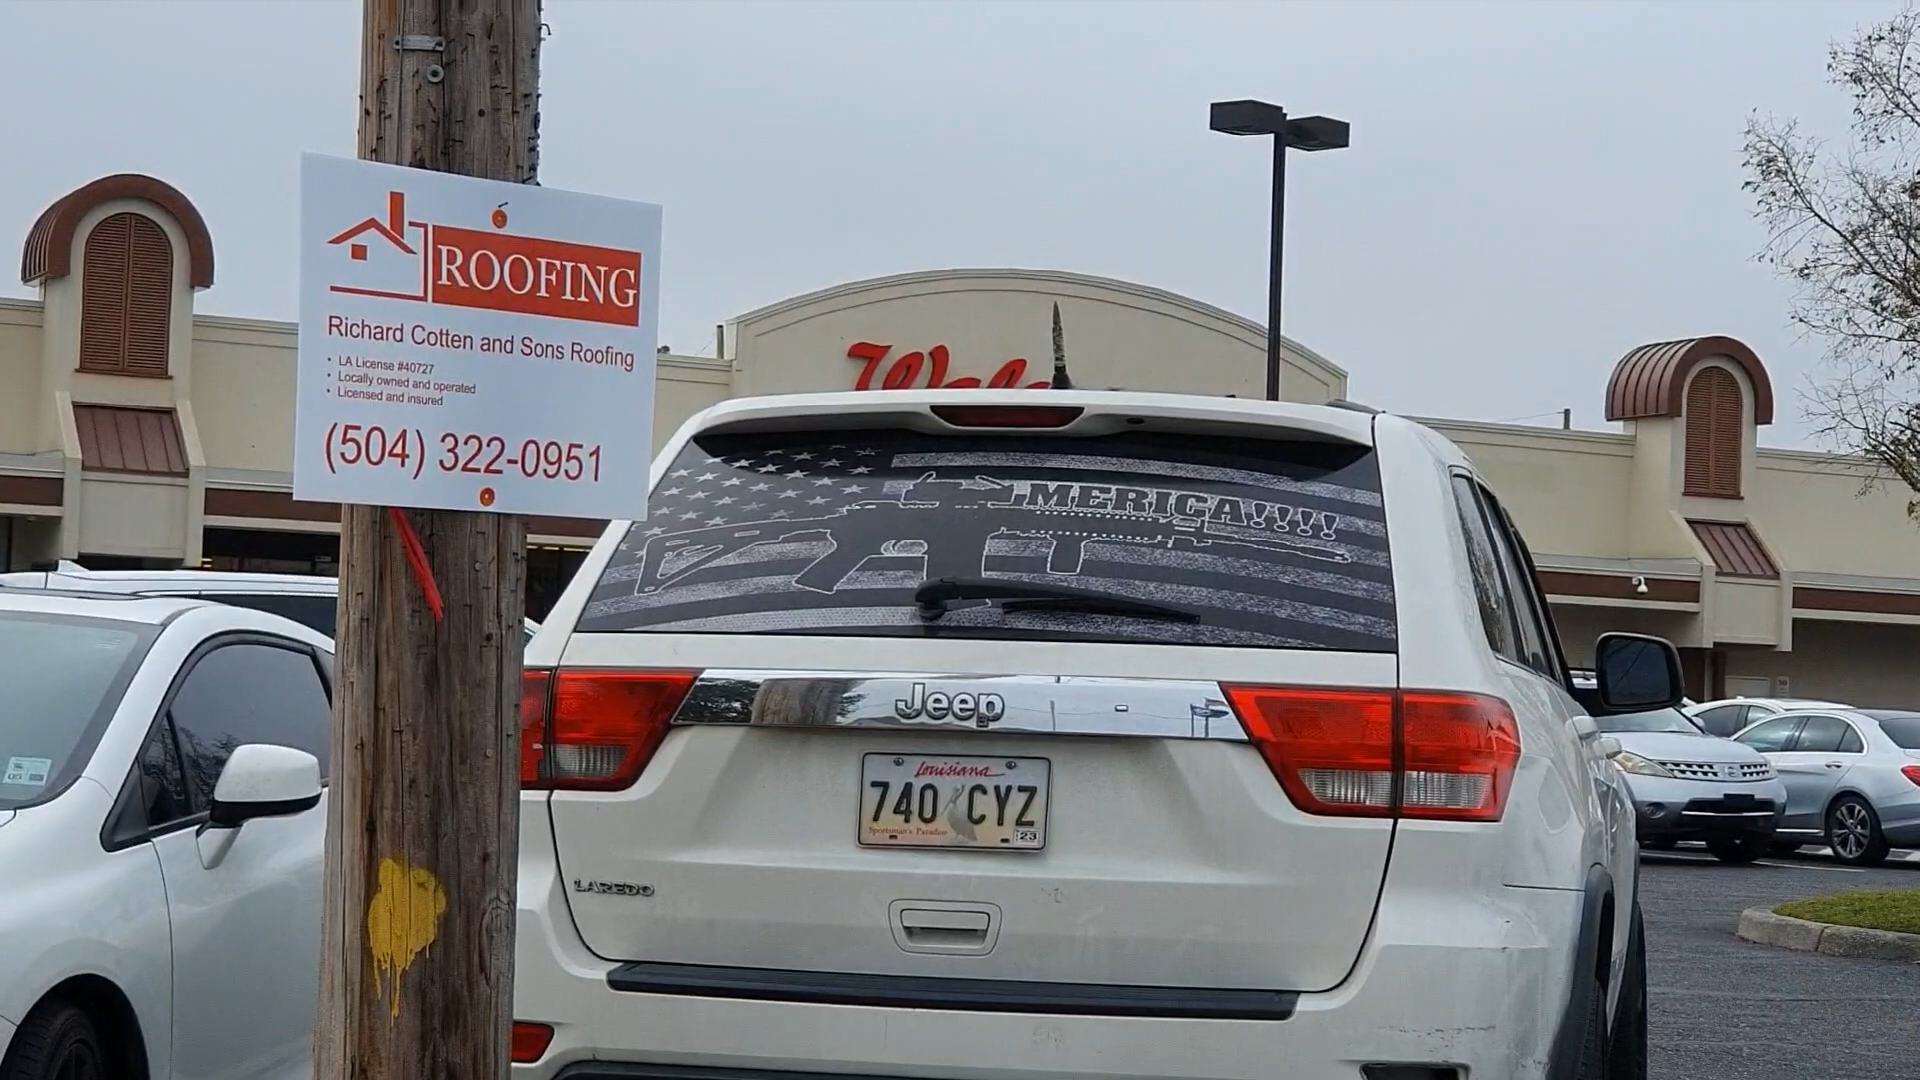 ROOFING
Richard Cotten and Sons Roofing
• LA License #40727
• Locally owned and operated
• Licensed and insured
(504) 322-0951
MERICA!!!!
Jeep
Louisiana
740 CYZ
Sportsman's Paradise
23
LAREDO